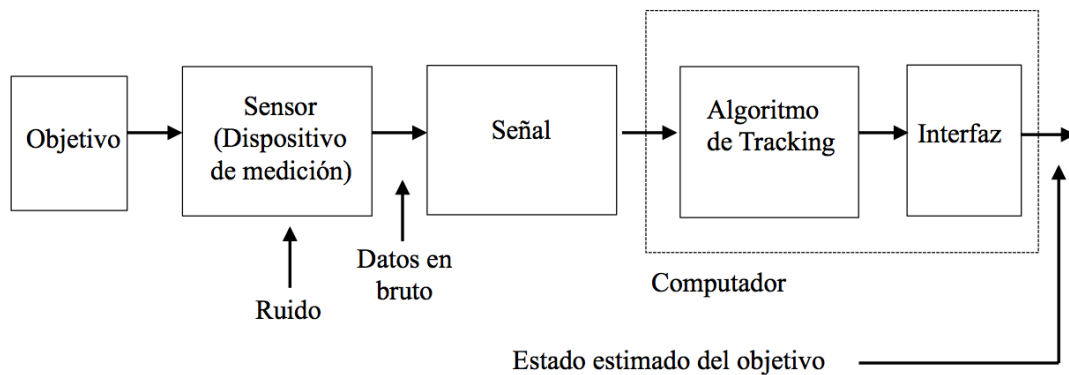 Objetivo
Sensor
(Dispositivo
de medición)
Señal
Algoritmo
de Tracking
Interfaz
Datos en
bruto
Ruido
Computador
Estado estimado del objetivo